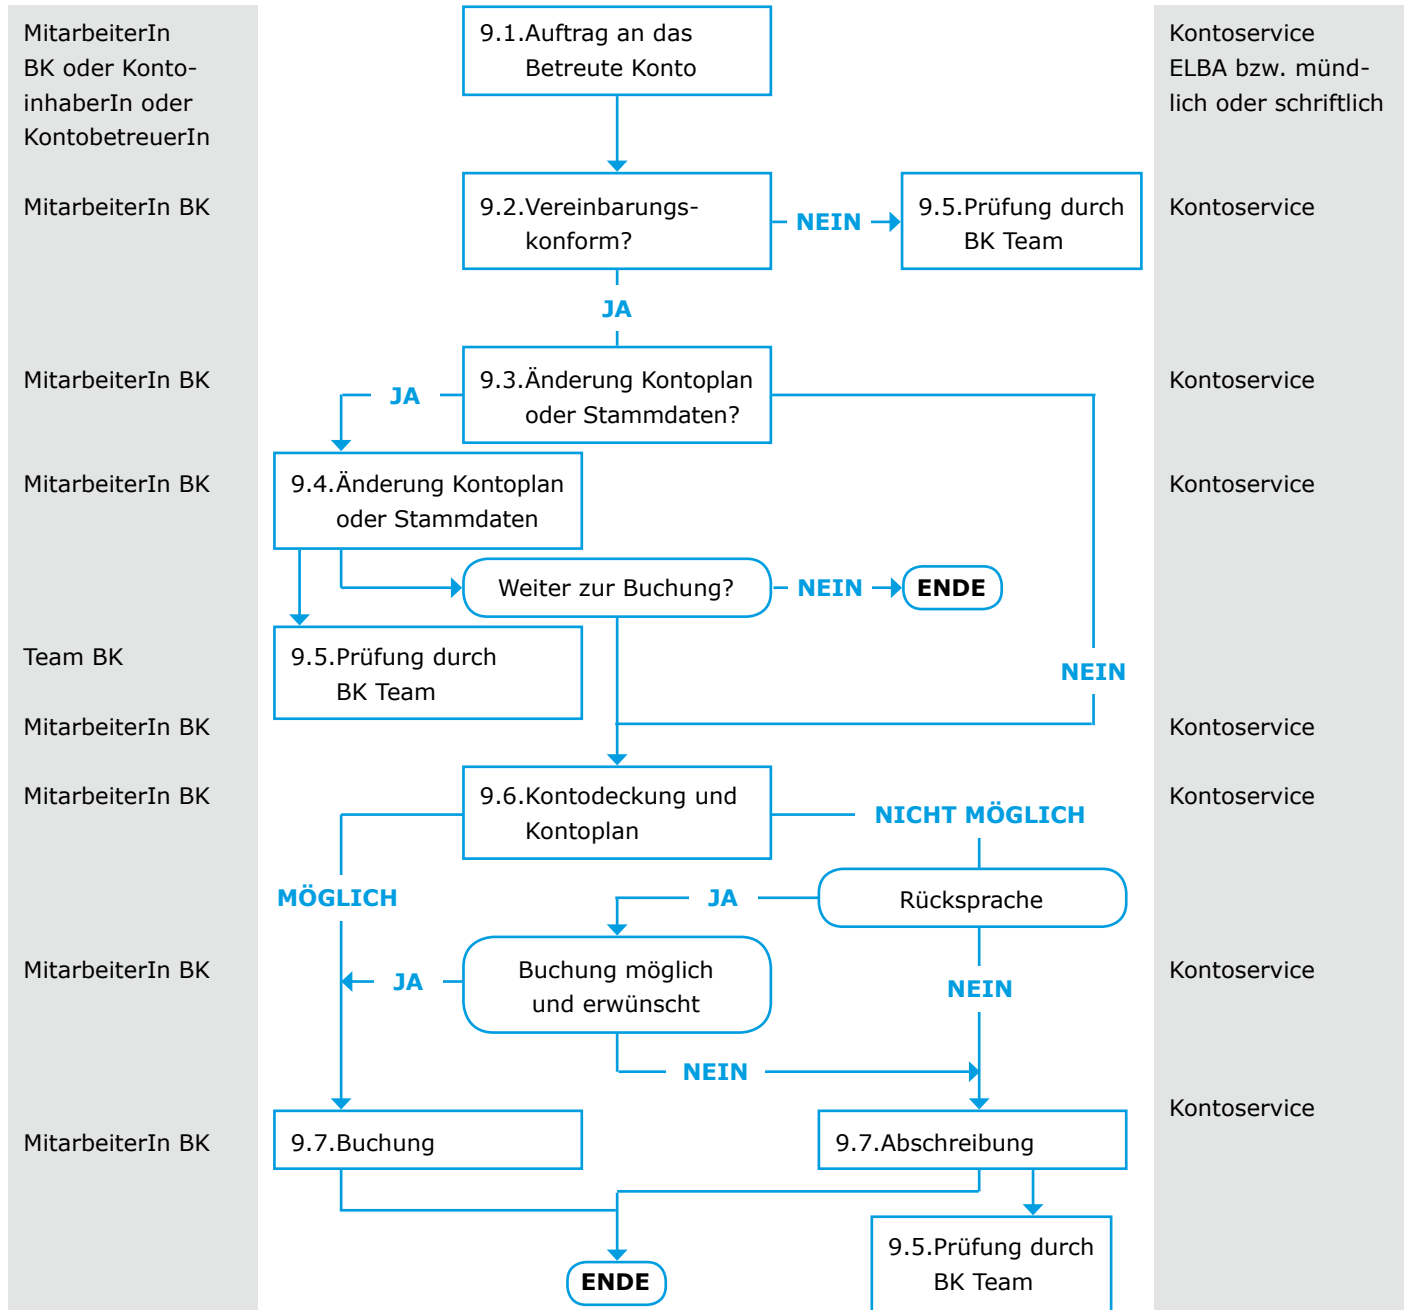 MitarbeiterIn
BK oder Konto-
inhaberIn oder
KontobetreuerIn
9.1.Auftrag an das
Betreute Konto
Kontoservice
ELBA bzw. münd-
lich oder schriftlich
MitarbeiterIn BK
9.2.Vereinbarungs-
konform?
NEIN
9.5.Prüfung durch
BK Team
Kontoservice
JA
MitarbeiterIn BK
JA
9.3.Änderung Kontoplan
oder Stammdaten?
Kontoservice
MitarbeiterIn BK
9.4.Änderung Kontoplan
oder Stammdaten
Kontoservice
Weiter zur Buchung?
NEIN
ENDE
Team BK
9.5.Prüfung durch
BK Team
NEIN
MitarbeiterIn BK
Kontoservice
MitarbeiterIn BK
9.6.Kontodeckung und
Kontoplan
NICHT MÖGLICH
Kontoservice
MÖGLICH
JA
Rücksprache
MitarbeiterIn BK
JA
Buchung möglich
und erwünscht
NEIN
Kontoservice
NEIN
Kontoservice
MitarbeiterIn BK
9.7.Buchung
9.7.Abschreibung
9.5.Prüfung durch
BK Team
ENDE